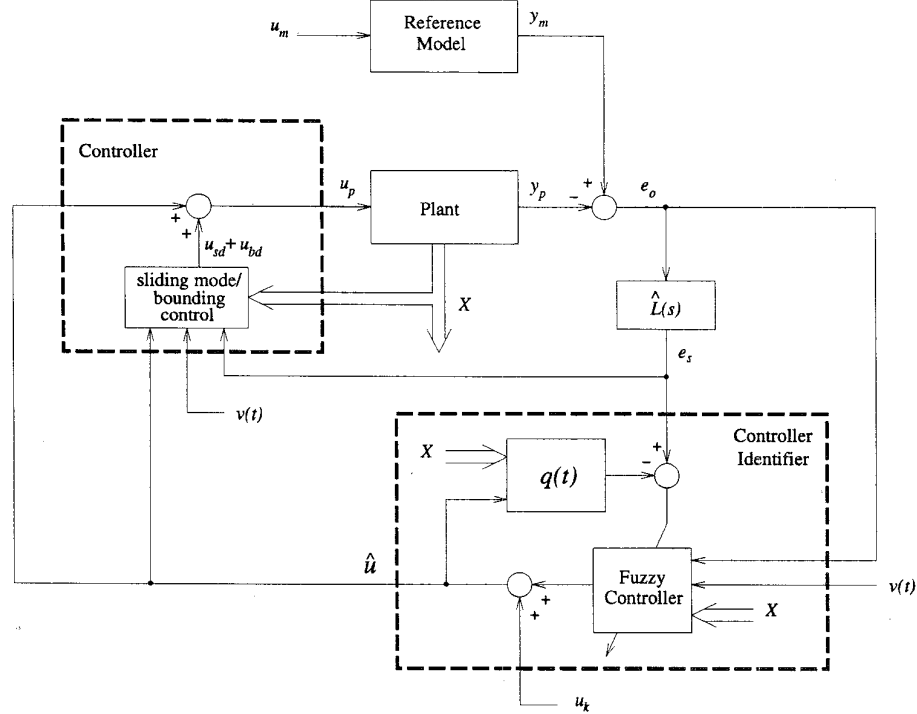 u_m
Reference
Model
y_m
Controller
u_p
Plant
y_p
+
-
e_o
+
+
u_sd + u_bd
sliding mode/
bounding
control
X
L̂(s)
e_s
v(t)
Controller
Identifier
X
q(t)
-
+
û
Fuzzy
Controller
v(t)
+
+
X
u_k